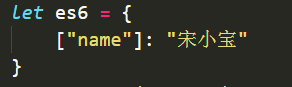 let es6 = {
    ["name"]: "宋小宝"
}